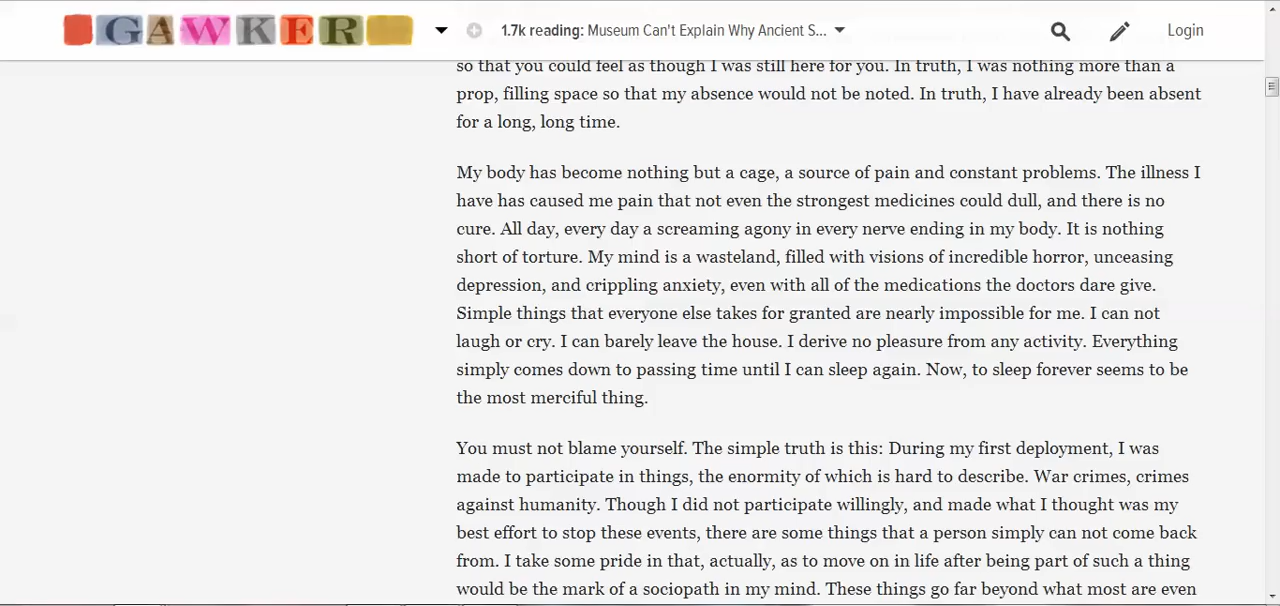 GAWKER
1.7k reading: Museum Can't Explain Why Ancient S...
Login
so that you could feel as though I was still here for you. In truth, I was nothing more than a
prop, filling space so that my absence would not be noted. In truth, I have already been absent
for a long, long time.
My body has become nothing but a cage, a source of pain and constant problems. The illness I
have has caused me pain that not even the strongest medicines could dull, and there is no
cure. All day, every day a screaming agony in every nerve ending in my body. It is nothing
short of torture. My mind is a wasteland, filled with visions of incredible horror, unceasing
depression, and crippling anxiety, even with all of the medications the doctors dare give.
Simple things that everyone else takes for granted are nearly impossible for me. I can not
laugh or cry. I can barely leave the house. I derive no pleasure from any activity. Everything
simply comes down to passing time until I can sleep again. Now, to sleep forever seems to be
the most merciful thing.
You must not blame yourself. The simple truth is this: During my first deployment, I was
made to participate in things, the enormity of which is hard to describe. War crimes, crimes
against humanity. Though I did not participate willingly, and made what I thought was my
best effort to stop these events, there are some things that a person simply can not come back
from. I take some pride in that, actually, as to move on in life after being part of such a thing
would be the mark of a sociopath in my mind. These things go far beyond what most are even